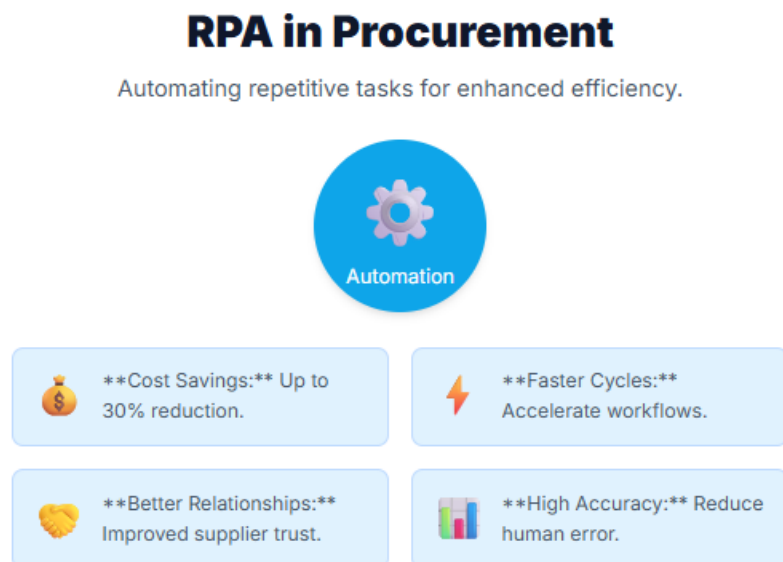 RPA in Procurement
Automating repetitive tasks for enhanced efficiency.
Automation
**Cost Savings:** Up to
30% reduction.
**Faster Cycles:**
Accelerate workflows.
**Better Relationships:**
Improved supplier trust.
**High Accuracy:** Reduce
human error.